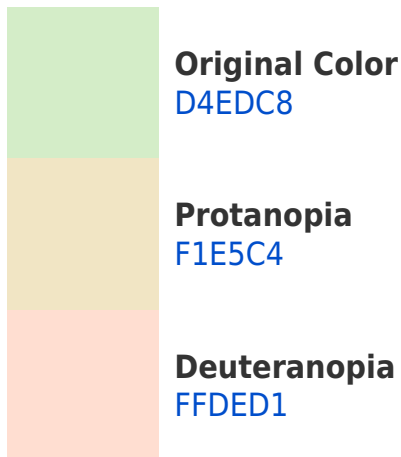 Original Color
D4EDC8
Protanopia
F1E5C4
Deuteranopia
FFDED1